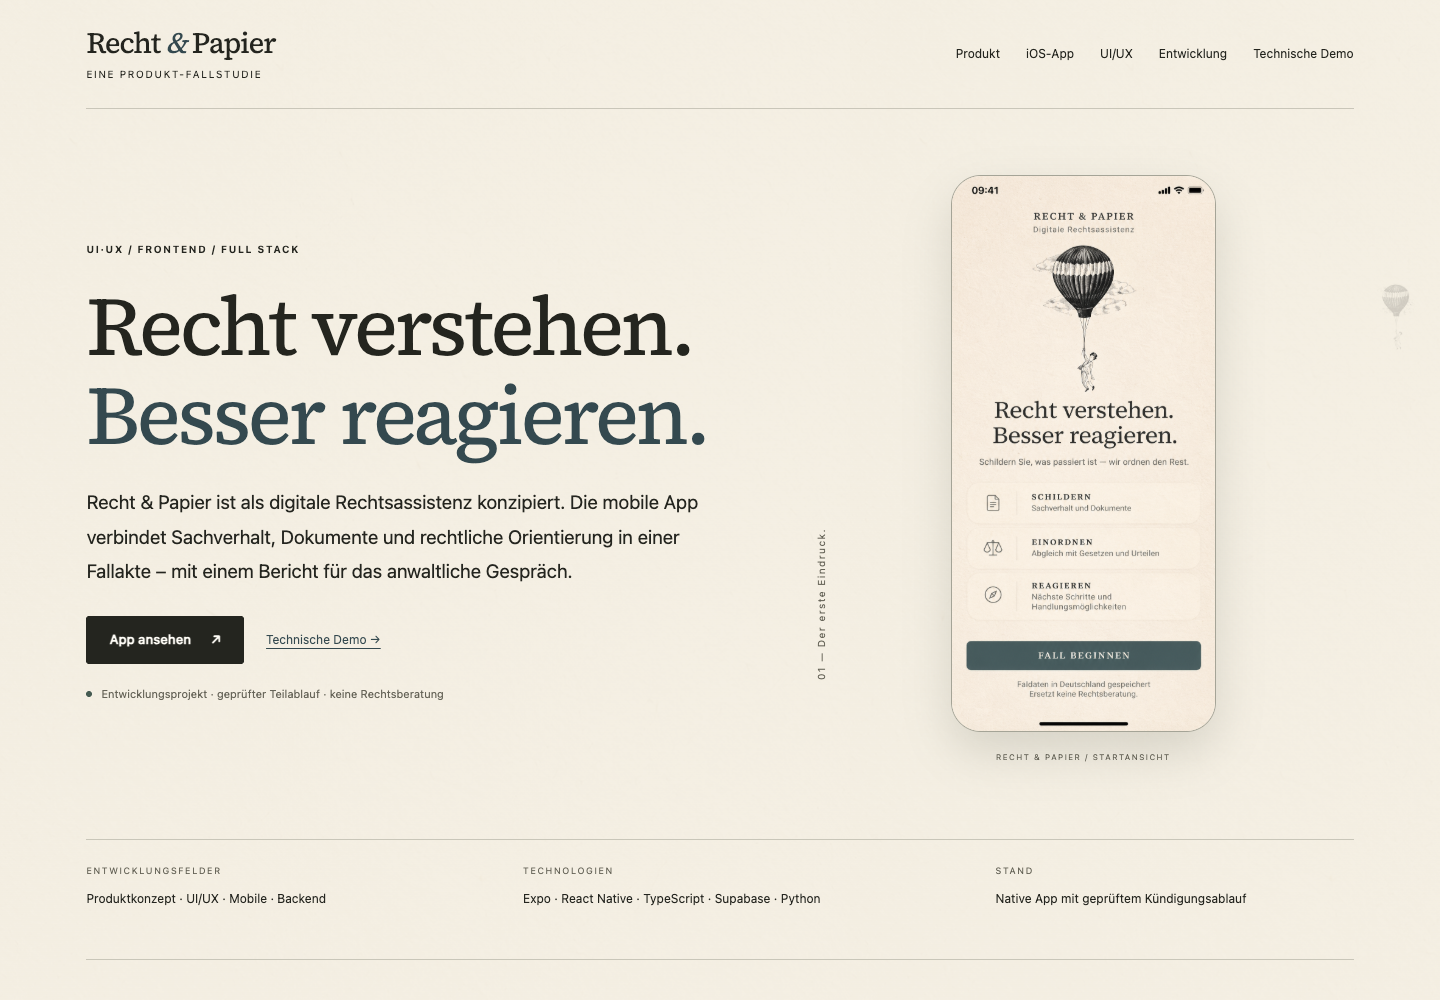 Recht & Papier
EINE PRODUKT-FALLSTUDIE
Produkt
iOS-App
UI/UX
Entwicklung
Technische Demo
UI·UX / FRONTEND / FULL STACK
Recht verstehen.
Besser reagieren.
Recht & Papier ist als digitale Rechtsassistenz konzipiert. Die mobile App
verbindet Sachverhalt, Dokumente und rechtliche Orientierung in einer
Fallakte – mit einem Bericht für das anwaltliche Gespräch.
App ansehen ↗
Technische Demo →
Entwicklungsprojekt · geprüfter Teilablauf · keine Rechtsberatung
01 — Der erste Eindruck.
09:41
RECHT & PAPIER
Digitale Rechtsassistenz
Recht verstehen.
Besser reagieren.
Schildern Sie, was passiert ist — wir ordnen den Rest.
SCHILDERN
Sachverhalt und Dokumente
EINORDNEN
Abgleich mit Gesetzen und Urteilen
REAGIEREN
Nächste Schritte und
Handlungsmöglichkeiten
FALL BEGINNEN
Faldaten in Deutschland gespeichert
Ersetzt keine Rechtsberatung.
RECHT & PAPIER / STARTANSICHT
ENTWICKLUNGSFELDER
Produktkonzept · UI/UX · Mobile · Backend
TECHNOLOGIEN
Expo · React Native · TypeScript · Supabase · Python
STAND
Native App mit geprüftem Kündigungsablauf